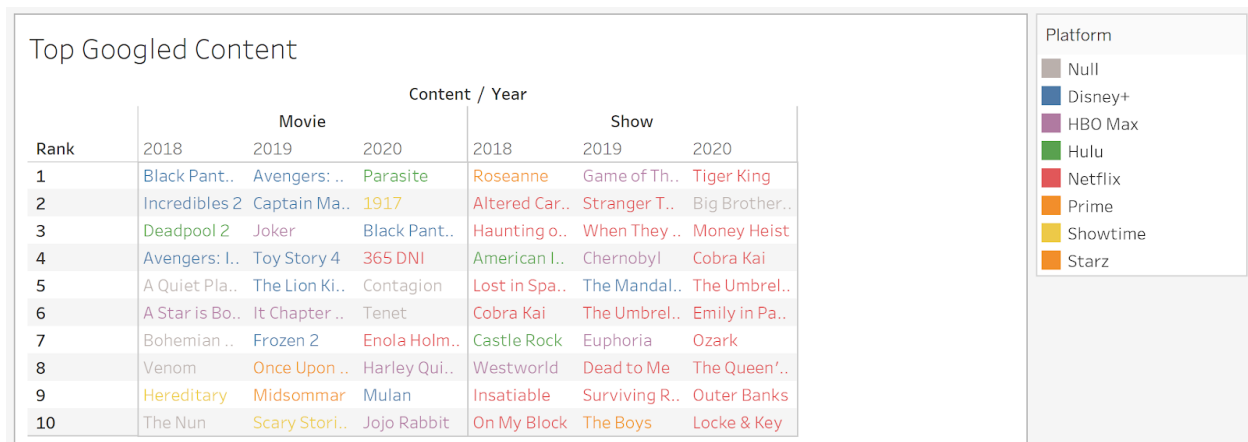 Top Googled Content
Content / Year
Movie Show
Rank 2018 2019 2020 2018 2019 2020
1 Black Pant.. Avengers: .. Parasite Roseanne Game of Th.. Tiger King
2 Incredibles 2 Captain Ma.. 1917 Altered Car.. Stranger T.. Big Brother..
3 Deadpool 2 Joker Black Pant.. Haunting o.. When They .. Money Heist
4 Avengers: I.. Toy Story 4 365 DNI American I.. Chernobyl Cobra Kai
5 A Quiet Pla.. The Lion Ki.. Contagion Lost in Spa.. The Mandal.. The Umbrel..
6 A Star is Bo.. It Chapter .. Tenet Cobra Kai The Umbrel.. Emily in Pa..
7 Bohemian .. Frozen 2 Enola Holm.. Castle Rock Euphoria Ozark
8 Venom Once Upon .. Harley Qui.. Westworld Dead to Me The Queen'..
9 Hereditary Midsommar Mulan Insatiable Surviving R.. Outer Banks
10 The Nun Scary Stori.. Jojo Rabbit On My Block The Boys Locke & Key
Platform
Null
Disney+
HBO Max
Hulu
Netflix
Prime
Showtime
Starz